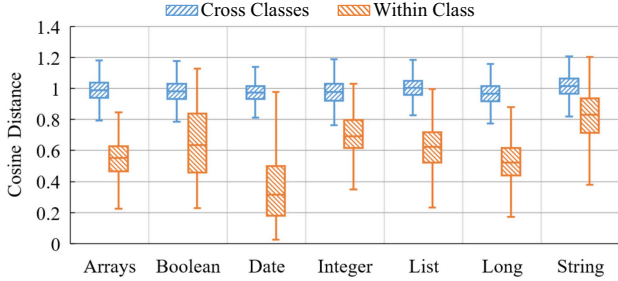 Cross Classes Within Class
1.4
1.2
1
0.8
0.6
0.4
0.2
0
Cosine Distance
Arrays Boolean Date Integer List Long String